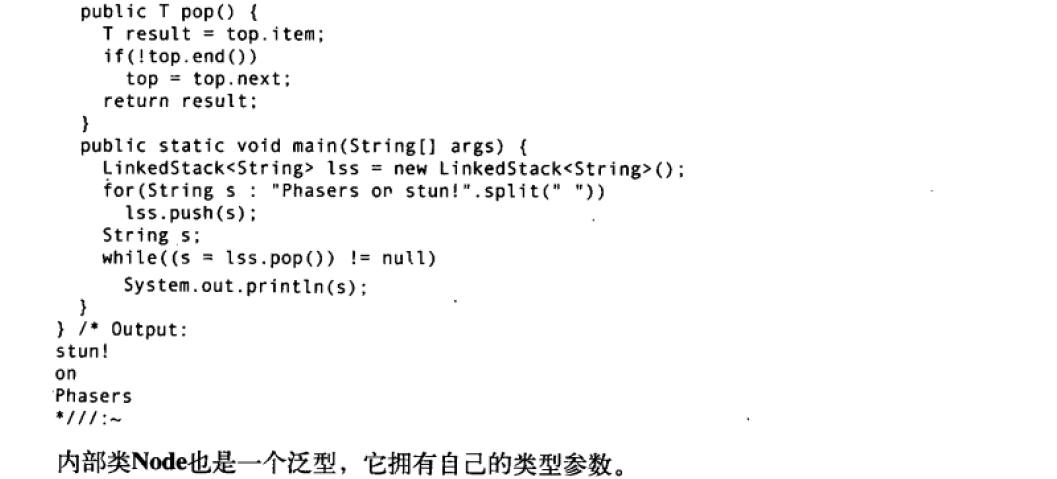 public T pop() {
T result = top.item;
if(!top.end())
top = top.next;
return result;
}
public static void main(String[] args) {
LinkedStack<String> lss = new LinkedStack<String>();
for(String s : "Phasers on stun!".split(" "))
lss.push(s);
String s;
while((s = lss.pop()) != null)
System.out.println(s);
}
} /* Output:
stun!
on
Phasers
*///:~
内部类Node也是一个泛型，它拥有自己的类型参数。